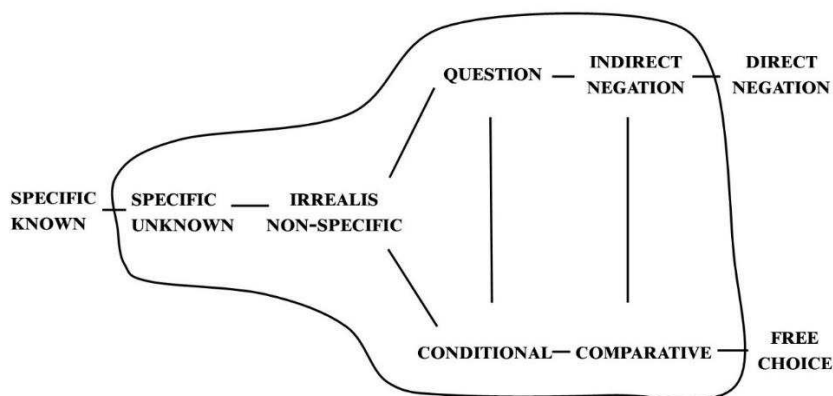 QUESTION
INDIRECT
NEGATION
DIRECT
NEGATION
SPECIFIC
KNOWN
SPECIFIC
UNKNOWN
IRREALIS
NON-SPECIFIC
CONDITIONAL
COMPARATIVE
FREE
CHOICE